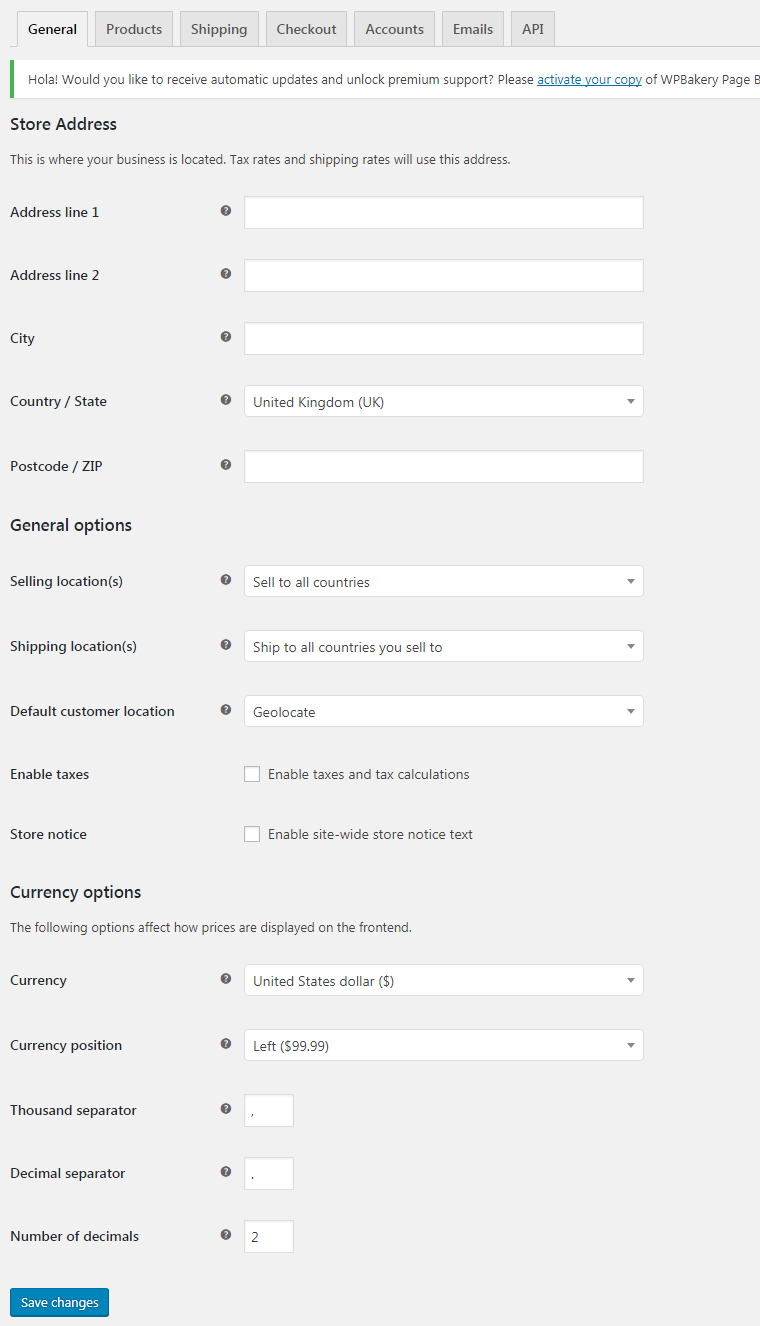 General Products Shipping Checkout Accounts Emails API
Hola! Would you like to receive automatic updates and unlock premium support? Please activate your copy of WPBakery Page B
Store Address
This is where your business is located. Tax rates and shipping rates will use this address.
Address line 1 ?
Address line 2 ?
City ?
Country / State ? United Kingdom (UK)
Postcode / ZIP ?
General options
Selling location(s) ? Sell to all countries
Shipping location(s) ? Ship to all countries you sell to
Default customer location ? Geolocate
Enable taxes Enable taxes and tax calculations
Store notice Enable site-wide store notice text
Currency options
The following options affect how prices are displayed on the frontend.
Currency ? United States dollar ($)
Currency position ? Left ($99.99)
Thousand separator ? ,
Decimal separator ? .
Number of decimals ? 2
Save changes